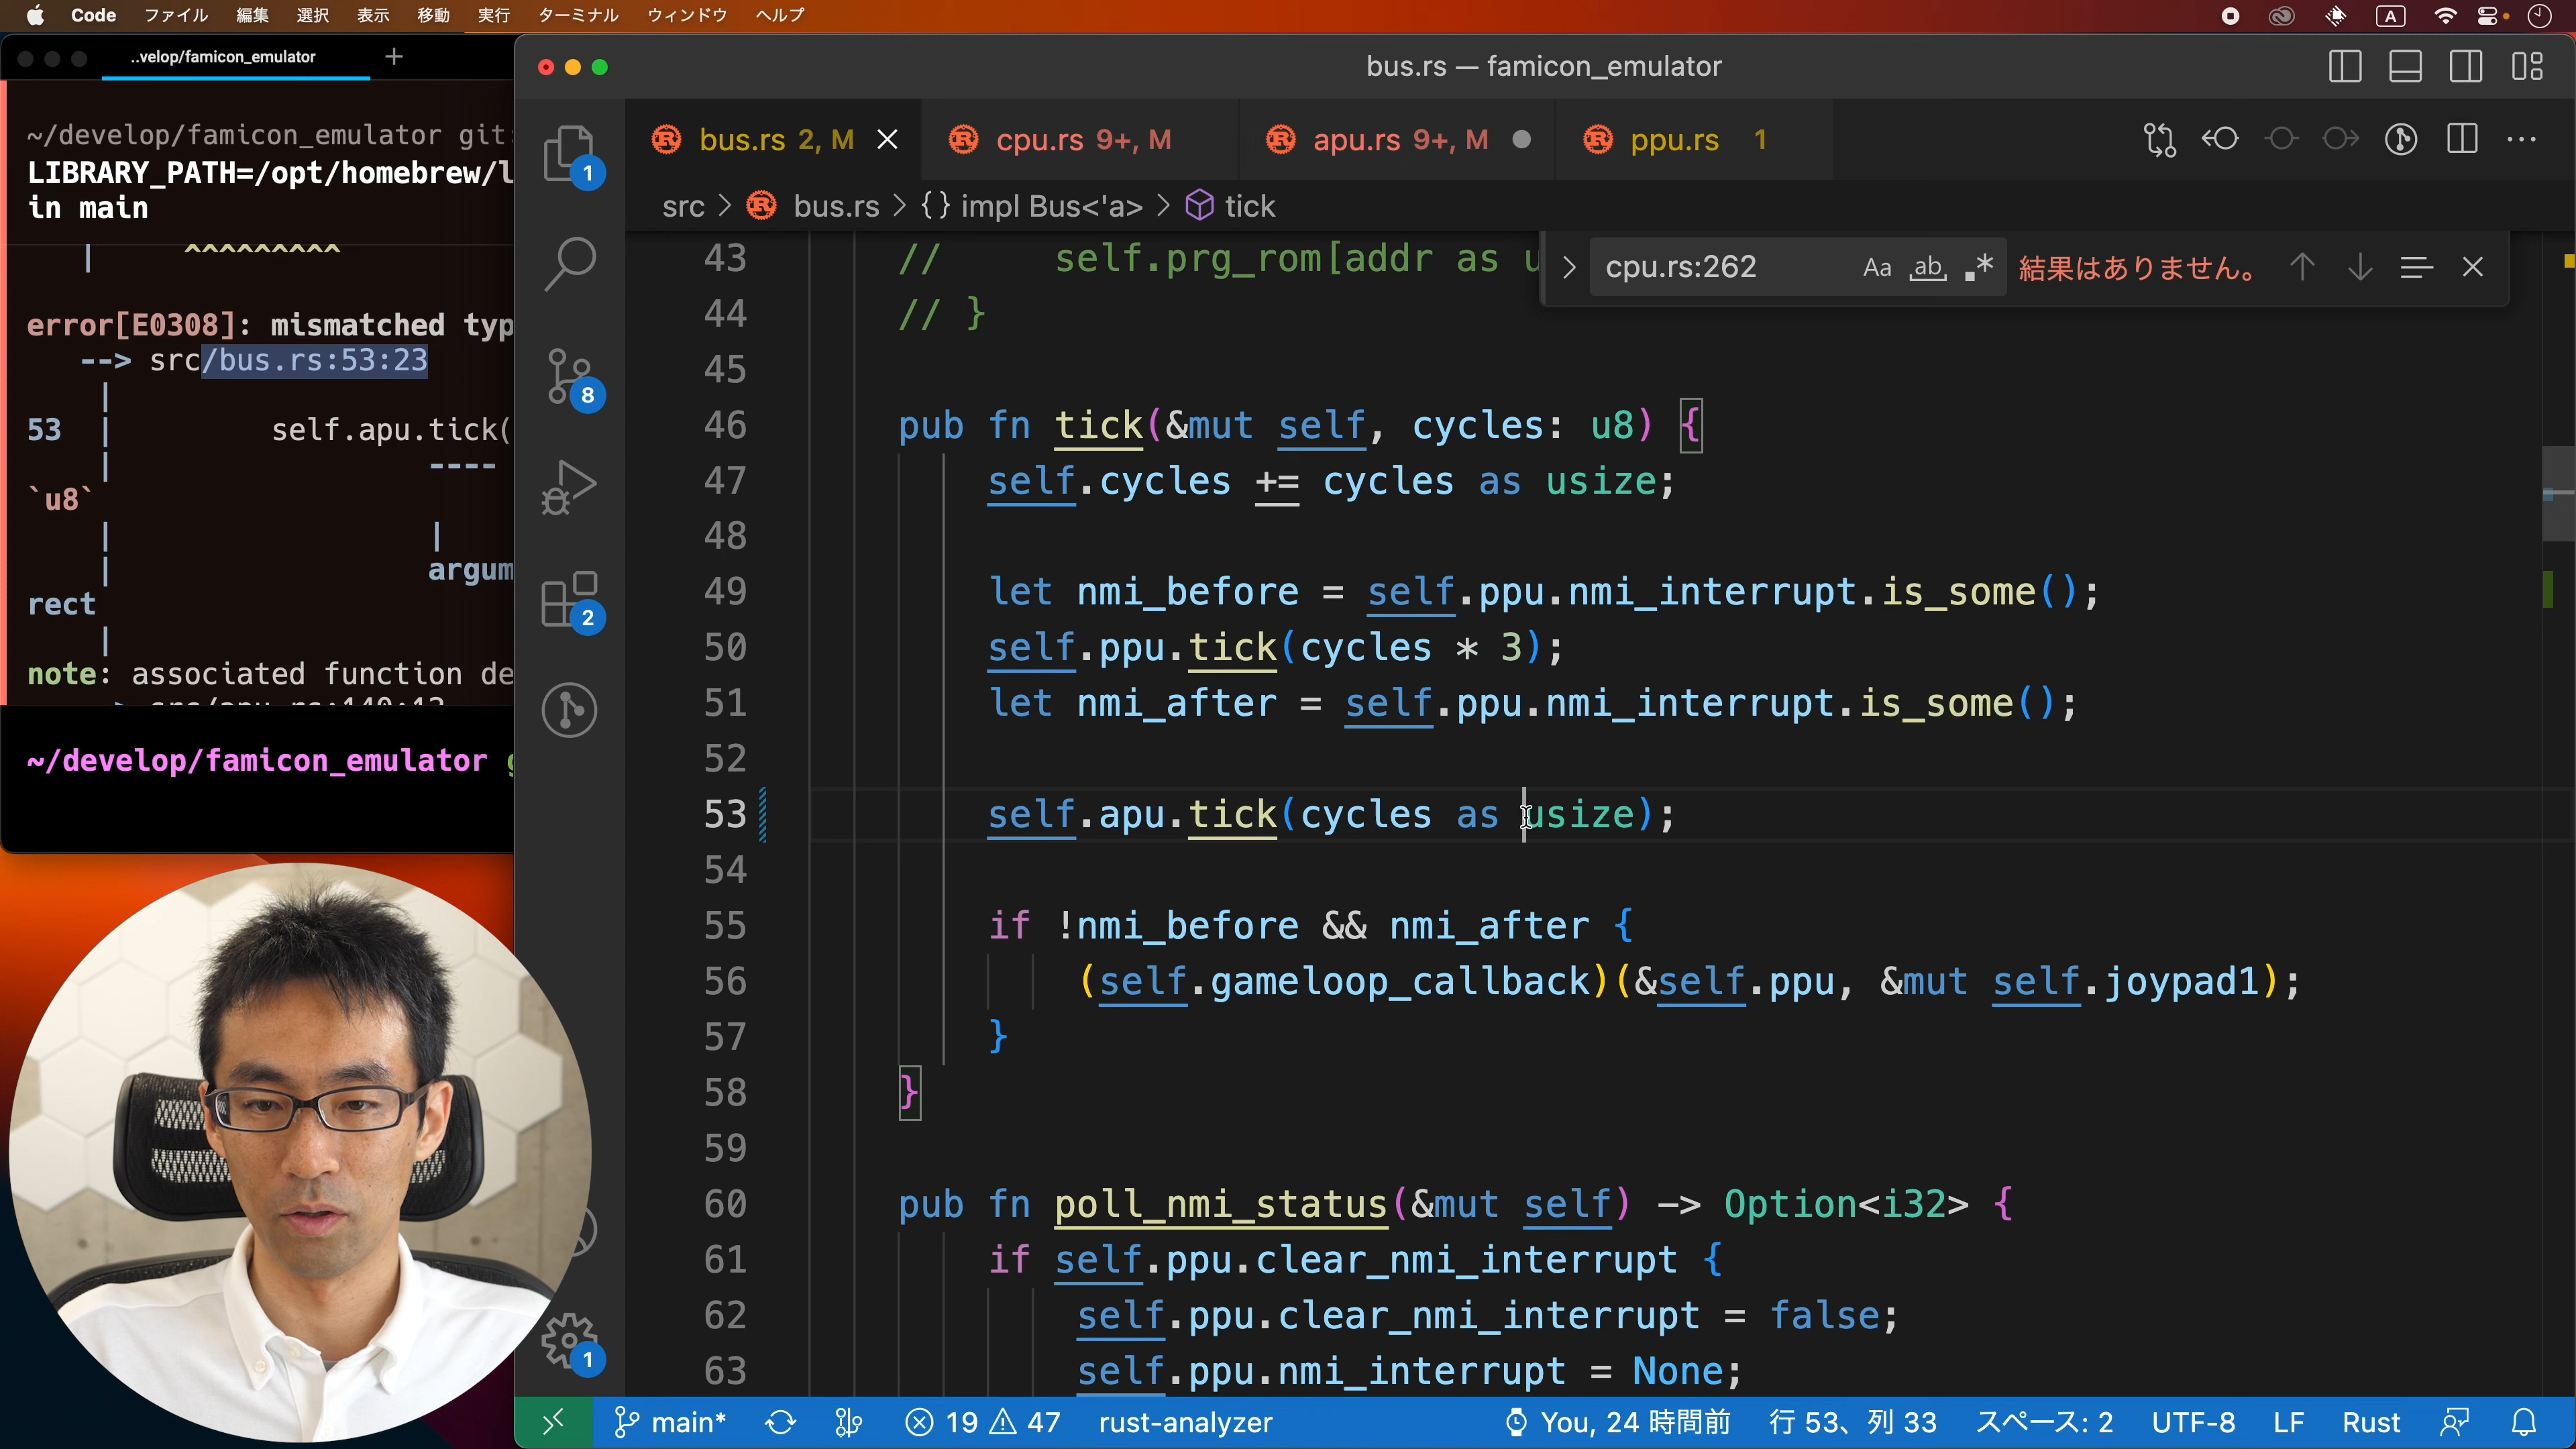 Code ファイル 編集 選択 表示 移動 実行 ターミナル ウィンドウ ヘルプ
A
..velop/famicon_emulator +
~/develop/famicon_emulator git:
LIBRARY_PATH=/opt/homebrew/l
in main
| ^^^^^^^^^
error[E0308]: mismatched typ
--> src/bus.rs:53:23
|
53 | self.apu.tick(
| ----
`u8`
| |
| argum
rect
|
note: associated function de
~/develop/famicon_emulator g
bus.rs — famicon_emulator
bus.rs 2, M
cpu.rs 9+, M
apu.rs 9+, M
ppu.rs 1
src > bus.rs > {} impl Bus<'a> > tick
cpu.rs:262 Aa ab .* 結果はありません。
1
8
2
1
43 // self.prg_rom[addr as u
44 // }
45
46 pub fn tick(&mut self, cycles: u8) {
47 self.cycles += cycles as usize;
48
49 let nmi_before = self.ppu.nmi_interrupt.is_some();
50 self.ppu.tick(cycles * 3);
51 let nmi_after = self.ppu.nmi_interrupt.is_some();
52
53 self.apu.tick(cycles as usize);
54
55 if !nmi_before && nmi_after {
56 (self.gameloop_callback)(&self.ppu, &mut self.joypad1);
57 }
58 }
59
60 pub fn poll_nmi_status(&mut self) -> Option<i32> {
61 if self.ppu.clear_nmi_interrupt {
62 self.ppu.clear_nmi_interrupt = false;
63 self.ppu.nmi_interrupt = None;
main* 19 47 rust-analyzer You, 24 時間前 行 53、列 33 スペース: 2 UTF-8 LF Rust